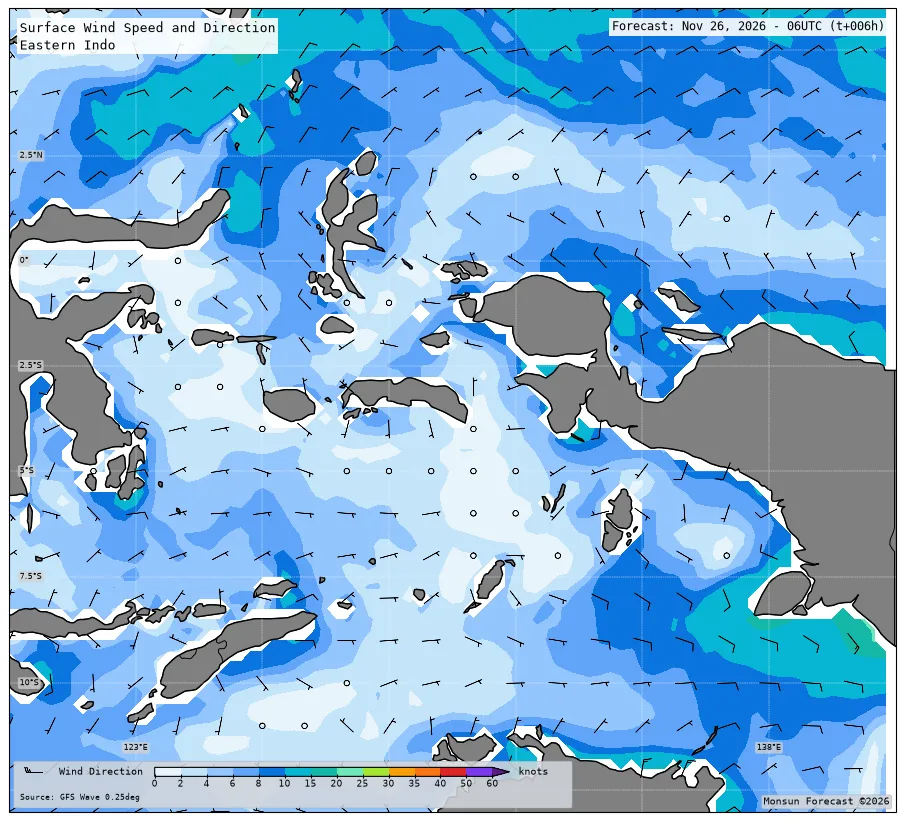 Surface Wind Speed and Direction
Eastern Indo
Forecast: Nov 26, 2026 - 06UTC (t+006h)
2.5°N
0°
2.5°S
5°S
7.5°S
10°S
123°E
138°E
Wind Direction
knots
0 2 4 6 8 10 15 20 25 30 35 40 50 60
Source: GFS Wave 0.25deg
Monsun Forecast ©2026